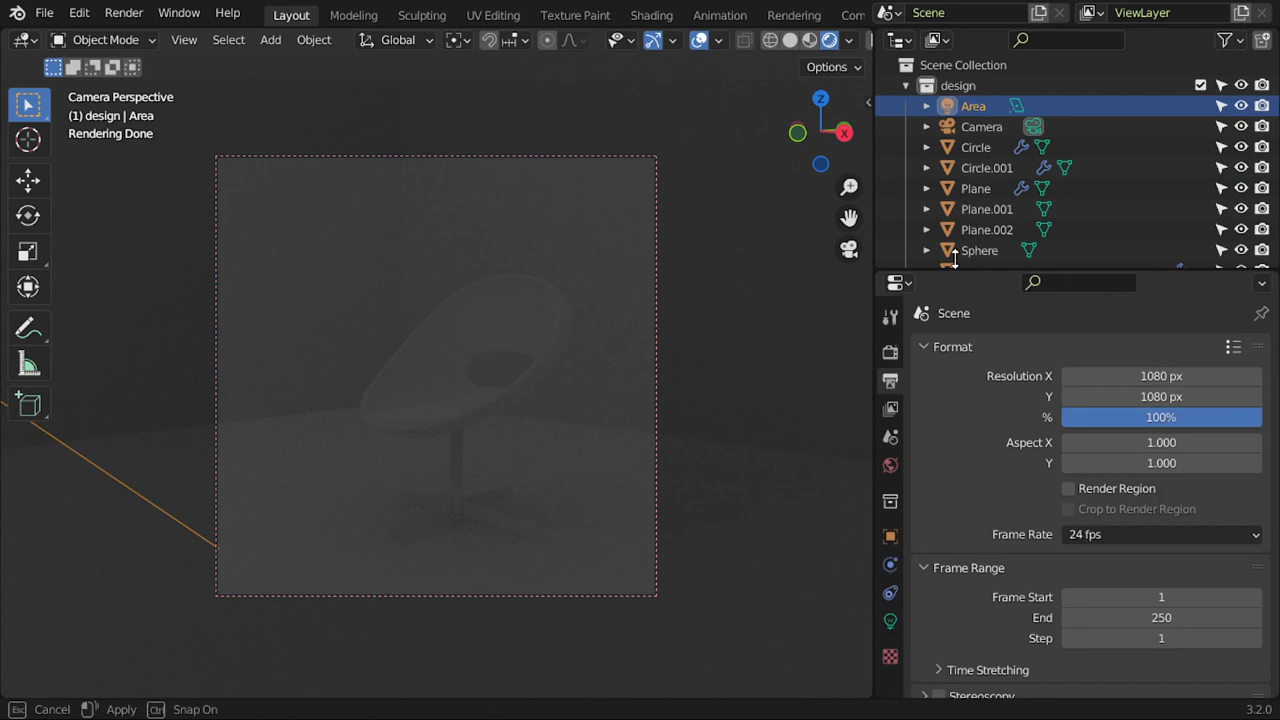 File Edit Render Window Help Layout Modeling Sculpting UV Editing Texture Paint Shading Animation Rendering Com Scene ViewLayer
Object Mode View Select Add Object Global
Options
Camera Perspective
(1) design | Area
Rendering Done
Z
X
Scene Collection
design
Area
Camera
Circle
Circle.001
Plane
Plane.001
Plane.002
Sphere
Scene
Format
Resolution X 1080 px
Y 1080 px
% 100%
Aspect X 1.000
Y 1.000
Render Region
Crop to Render Region
Frame Rate 24 fps
Frame Range
Frame Start 1
End 250
Step 1
Time Stretching
Stereoscopy
Esc Cancel Apply Ctrl Snap On 3.2.0